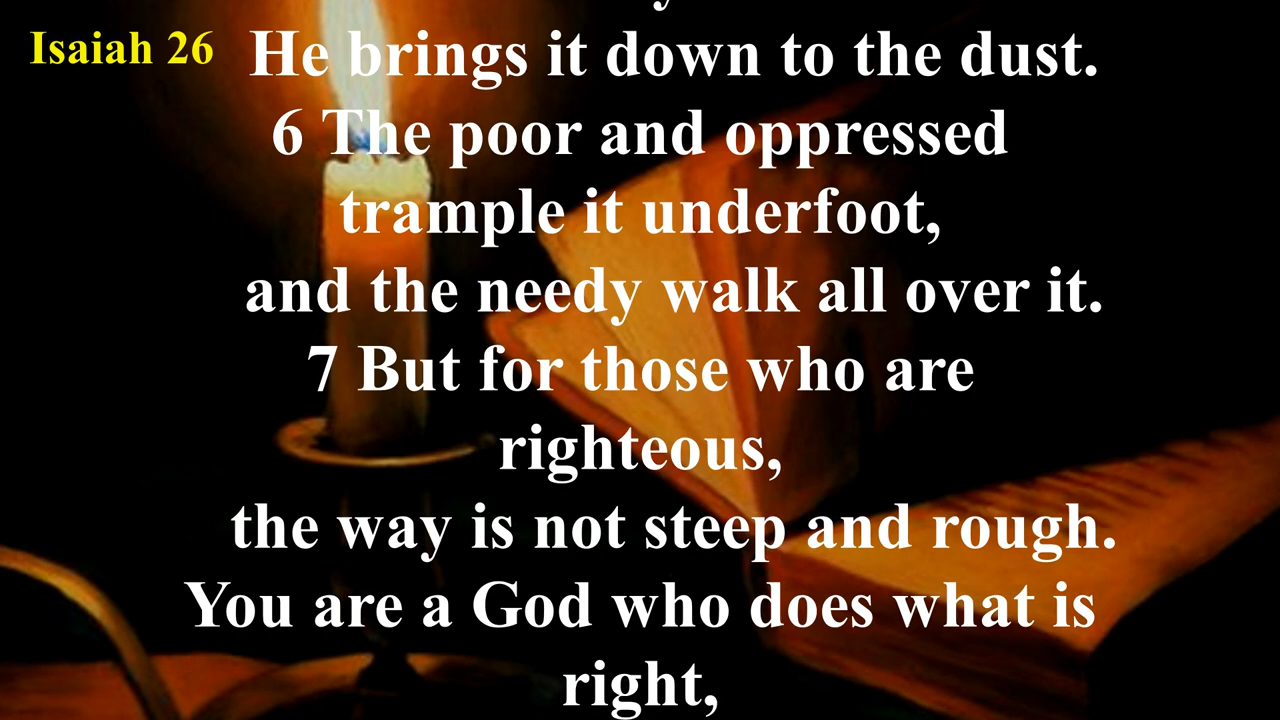 Isaiah 26
He brings it down to the dust.
6 The poor and oppressed
trample it underfoot,
and the needy walk all over it.
7 But for those who are
righteous,
the way is not steep and rough.
You are a God who does what is
right,